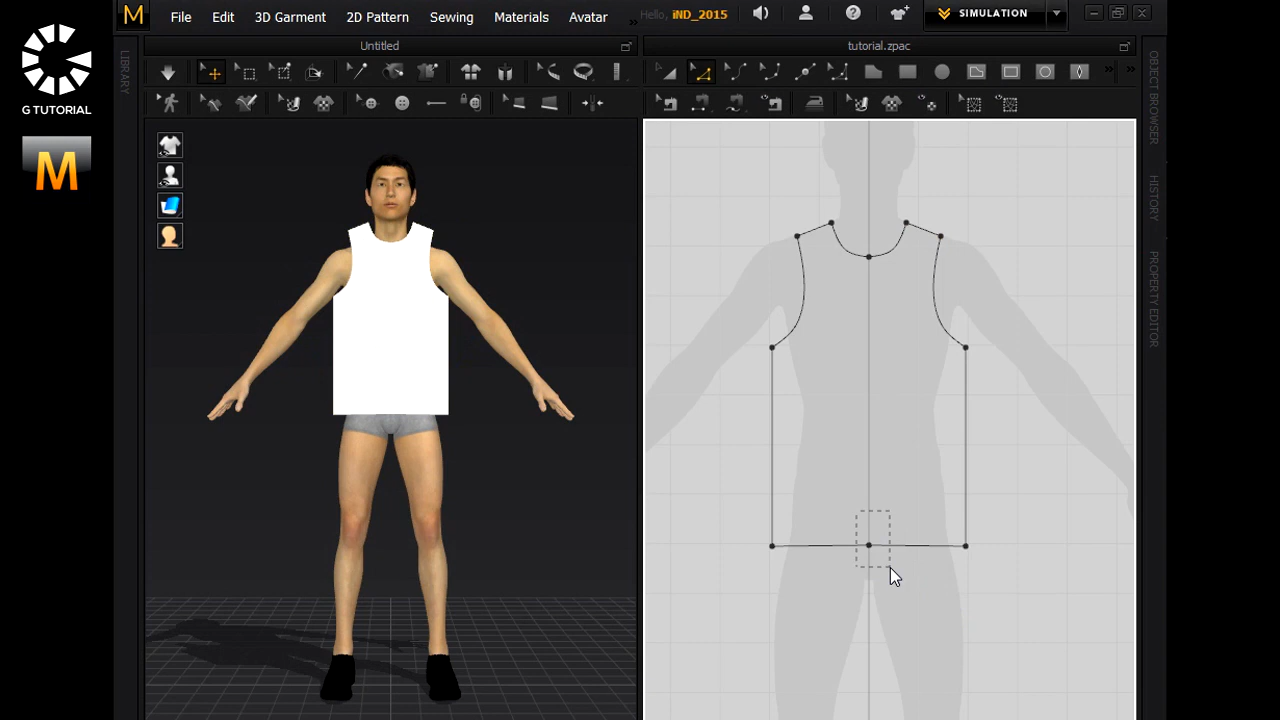 G TUTORIAL
M
M
File Edit 3D Garment 2D Pattern Sewing Materials Avatar »
Hello, iND_2015
SIMULATION
Untitled
tutorial.zpac
LIBRARY
OBJECT BROWSER
HISTORY
PROPERTY EDITOR